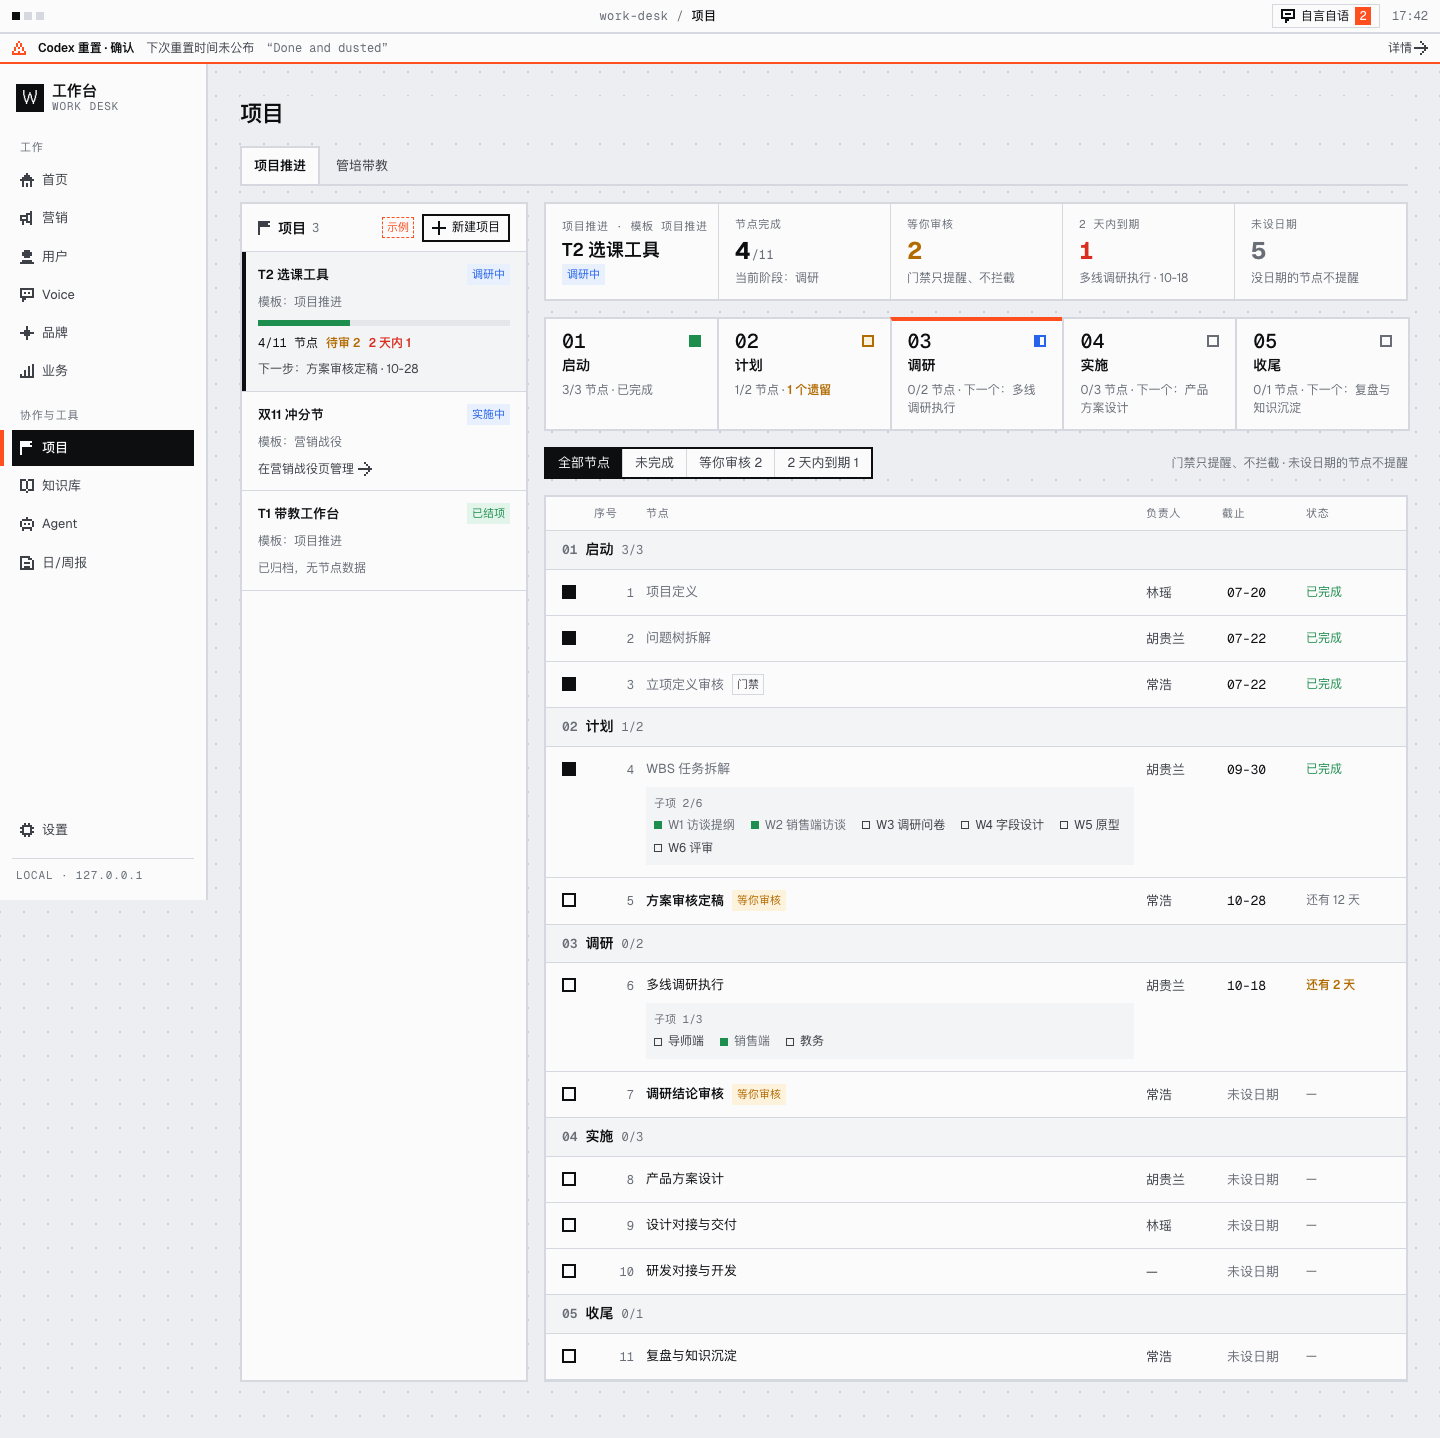 work-desk / 项目
自言自语 2
17:42
Codex 重置·确认 下次重置时间未公布 “Done and dusted”
详情
W
工作台
WORK DESK
工作
首页
营销
用户
Voice
品牌
业务
协作与工具
项目
知识库
Agent
日/周报
设置
LOCAL · 127.0.0.1
项目
项目推进 管培带教
项目 3 示例 新建项目
T2 选课工具 调研中
模板：项目推进
4/11 节点 待审 2 2 天内 1
下一步：方案审核定稿 · 10-28
双11 冲分节 实施中
模板：营销战役
在营销战役页管理
T1 带教工作台 已结项
模板：项目推进
已归档，无节点数据
项目推进 · 模板 项目推进
T2 选课工具
调研中
节点完成
4/11
当前阶段：调研
等你审核
2
门禁只提醒、不拦截
2 天内到期
1
多线调研执行 · 10-18
未设日期
5
没日期的节点不提醒
01
启动
3/3 节点 · 已完成
02
计划
1/2 节点 · 1 个遗留
03
调研
0/2 节点 · 下一个：多线
调研执行
04
实施
0/3 节点 · 下一个：产品
方案设计
05
收尾
0/1 节点 · 下一个：复盘与
知识沉淀
全部节点 未完成 等你审核 2 2 天内到期 1
门禁只提醒、不拦截 · 未设日期的节点不提醒
序号 节点 负责人 截止 状态
01 启动 3/3
1 项目定义 林瑶 07-20 已完成
2 问题树拆解 胡贵兰 07-22 已完成
3 立项定义审核 门禁 常浩 07-22 已完成
02 计划 1/2
4 WBS 任务拆解 胡贵兰 09-30 已完成
子项 2/6
W1 访谈提纲 W2 销售端访谈 W3 调研问卷 W4 字段设计 W5 原型
W6 评审
5 方案审核定稿 等你审核 常浩 10-28 还有 12 天
03 调研 0/2
6 多线调研执行 胡贵兰 10-18 还有 2 天
子项 1/3
导师端 销售端 教务
7 调研结论审核 等你审核 常浩 未设日期 —
04 实施 0/3
8 产品方案设计 胡贵兰 未设日期 —
9 设计对接与交付 林瑶 未设日期 —
10 研发对接与开发 — 未设日期 —
05 收尾 0/1
11 复盘与知识沉淀 常浩 未设日期 —